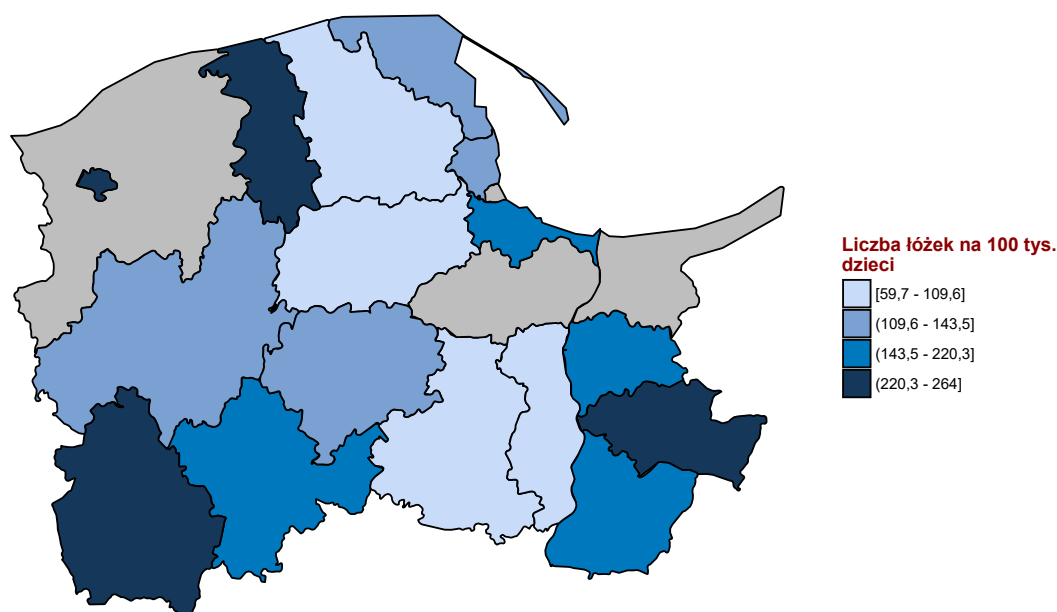 Liczba łóżek na 100 tys.
dzieci
[59,7 - 109,6]
(109,6 - 143,5]
(143,5 - 220,3]
(220,3 - 264]